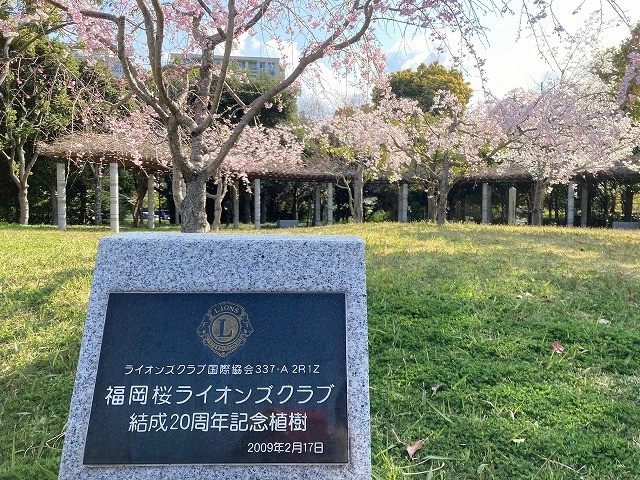 LIONS
L
ライオンズクラブ国際協会337-A 2R1Z
福岡桜ライオンズクラブ
結成20周年記念植樹
2009年2月17日